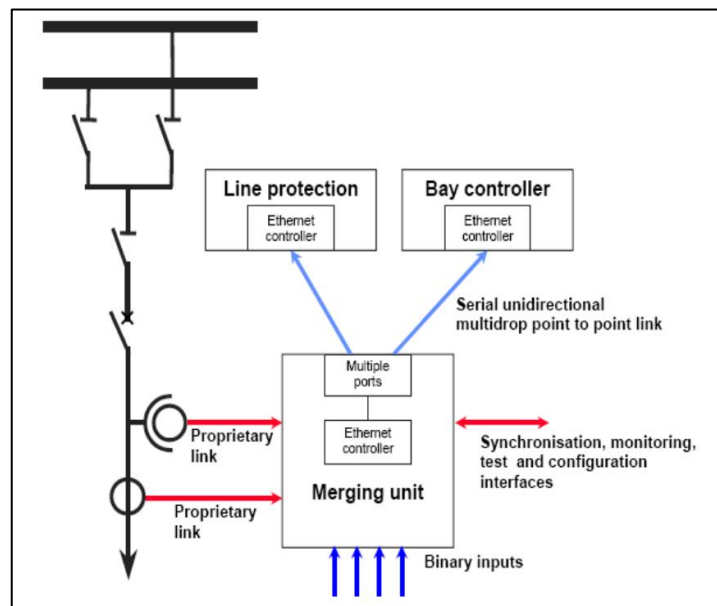 Line protection
Ethernet
controller
Bay controller
Ethernet
controller
Serial unidirectional
multidrop point to point link
Multiple
ports
Ethernet
controller
Merging unit
Proprietary
link
Proprietary
link
Synchronisation, monitoring,
test and configuration
interfaces
Binary inputs